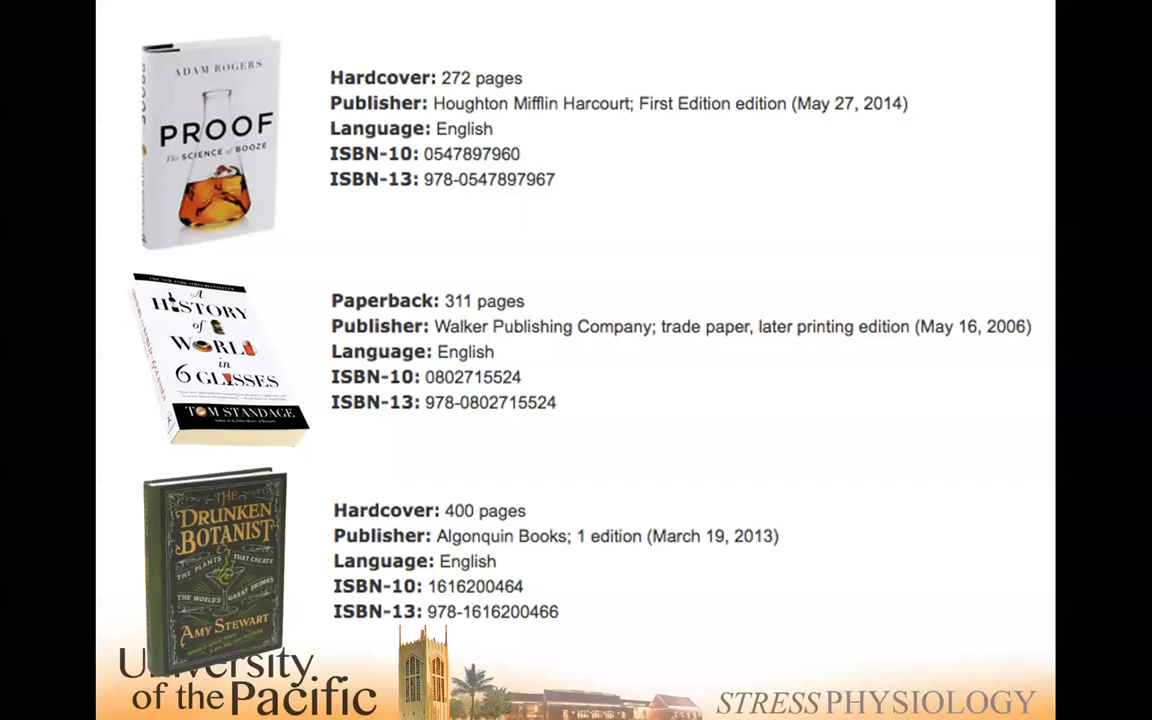 ADAM ROGERS
PROOF
The SCIENCE of BOOZE
Hardcover: 272 pages
Publisher: Houghton Mifflin Harcourt; First Edition edition (May 27, 2014)
Language: English
ISBN-10: 0547897960
ISBN-13: 978-0547897967
A
HISTORY
of
WORLD
in
6 GLASSES
TOM STANDAGE
Paperback: 311 pages
Publisher: Walker Publishing Company; trade paper, later printing edition (May 16, 2006)
Language: English
ISBN-10: 0802715524
ISBN-13: 978-0802715524
THE
DRUNKEN
BOTANIST
THE PLANTS THAT CREATE
THE WORLD'S GREAT DRINKS
AMY STEWART
Hardcover: 400 pages
Publisher: Algonquin Books; 1 edition (March 19, 2013)
Language: English
ISBN-10: 1616200464
ISBN-13: 978-1616200466
University
of the Pacific
STRESS PHYSIOLOGY